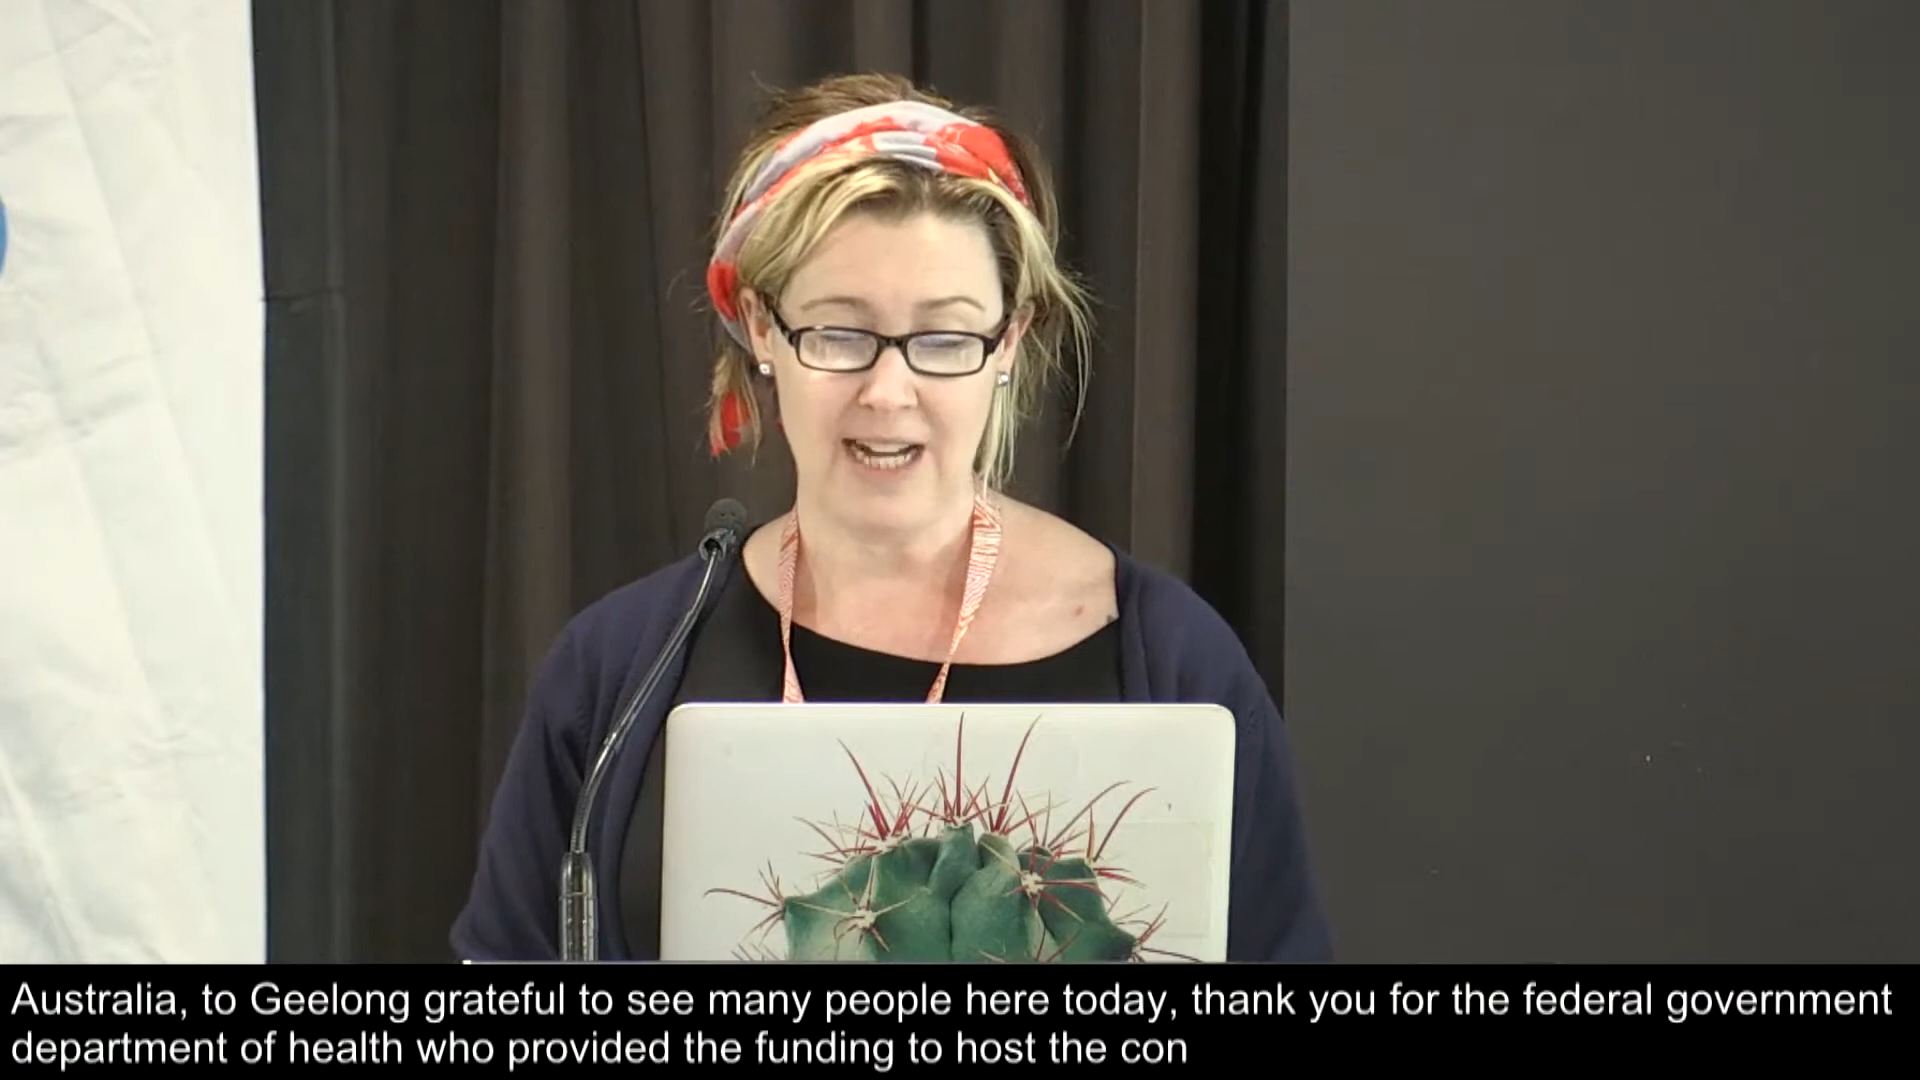 Australia, to Geelong grateful to see many people here today, thank you for the federal government
department of health who provided the funding to host the con